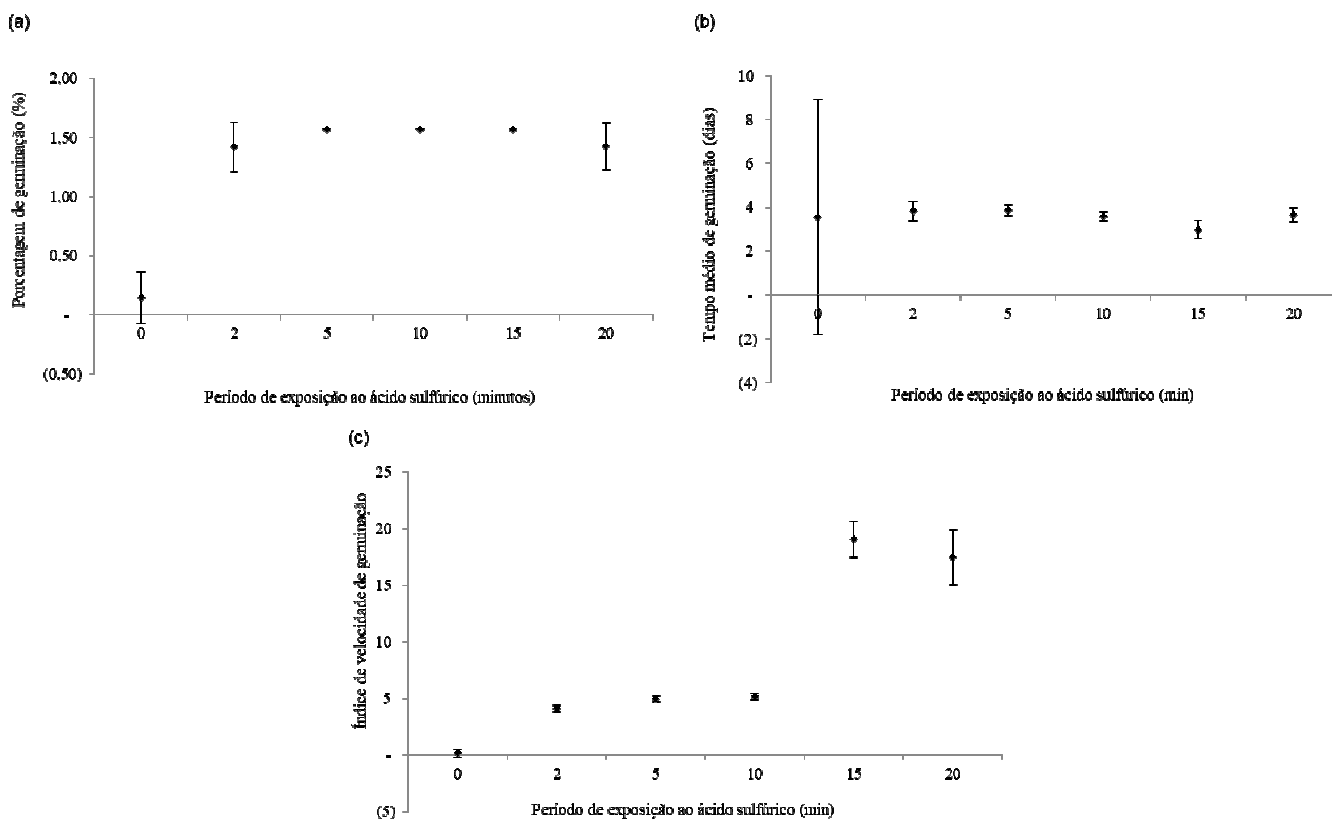 (a)
Porcentagem de germinação (%)
2,00
1,50
1,00
0,50
-
(0,50)
0 2 5 10 15 20
Período de exposição ao ácido sulfúrico (minutos)
(b)
Tempo médio de germinação (dias)
10
8
6
4
2
-
(2)
(4)
0 2 5 10 15 20
Período de exposição ao ácido sulfúrico (min)
(c)
Índice de velocidade de germinação
25
20
15
10
5
-
(5)
0 2 5 10 15 20
Período de exposição ao ácido sulfúrico (min)